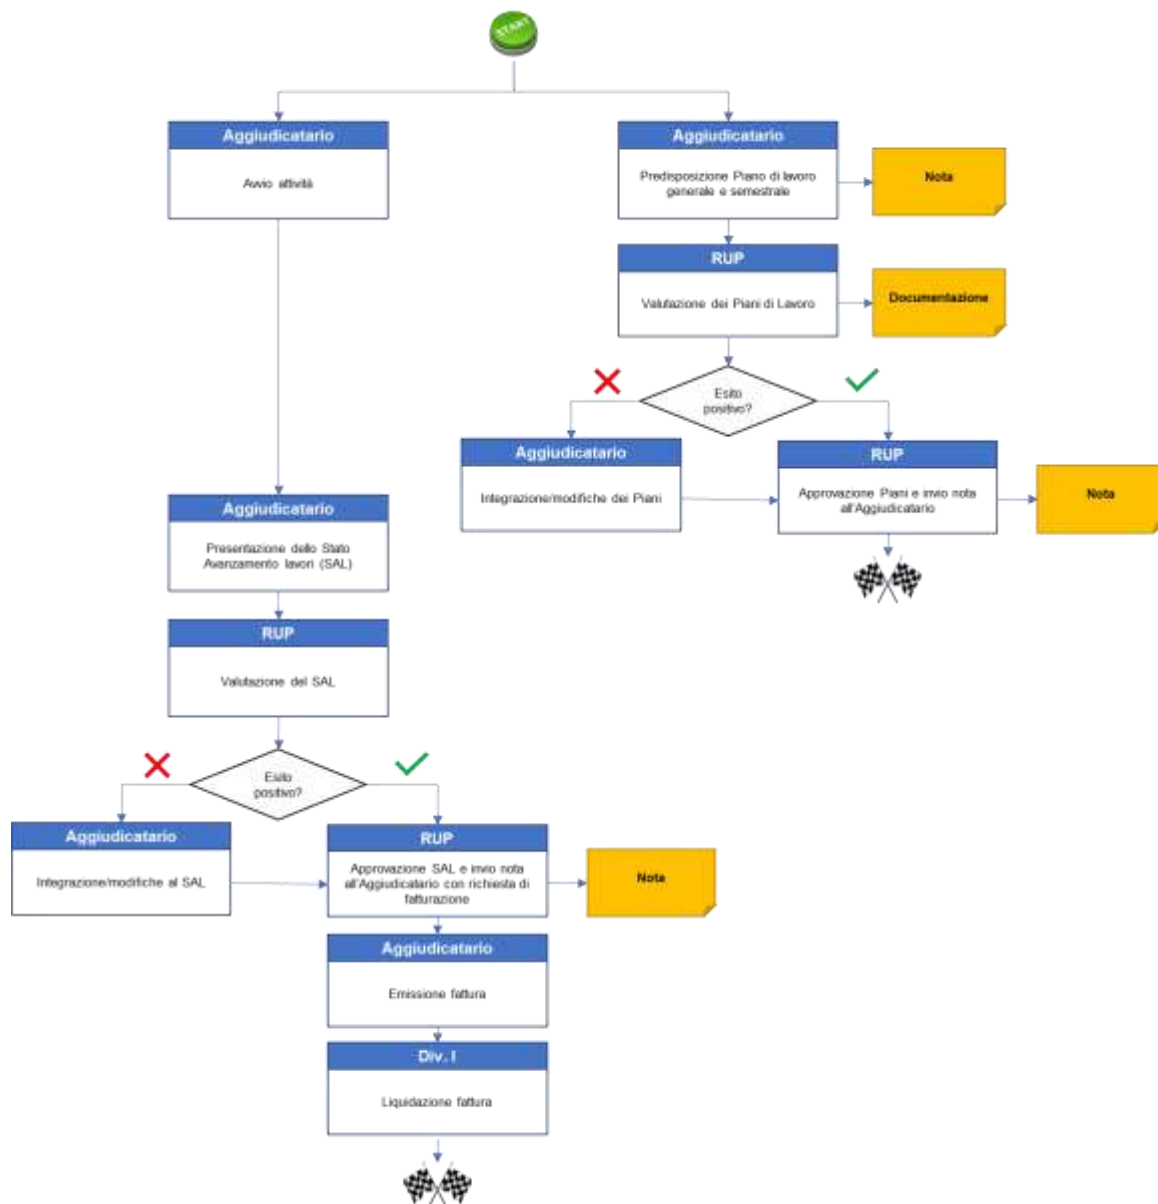 START
Aggiudicatario
Avvio attività
Aggiudicatario
Predisposizione Piano di lavoro
generale e semestrale
Nota
RUP
Valutazione dei Piani di Lavoro
Documentazione
Esito
positivo?
Aggiudicatario
Integrazione/modifiche dei Piani
RUP
Approvazione Piani e invio nota
all'Aggiudicatario
Nota
Aggiudicatario
Presentazione dello Stato
Avanzamento lavori (SAL)
RUP
Valutazione del SAL
Esito
positivo?
Aggiudicatario
Integrazione/modifiche al SAL
RUP
Approvazione SAL e invio nota
all'Aggiudicatario con richiesta di
fatturazione
Nota
Aggiudicatario
Emissione fattura
Div. I
Liquidazione fattura